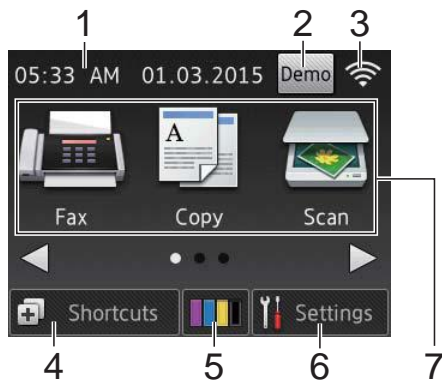 1 2 3
05:33 AM 01.03.2015 Demo
A
Fax Copy Scan
Shortcuts Settings
4 5 6 7